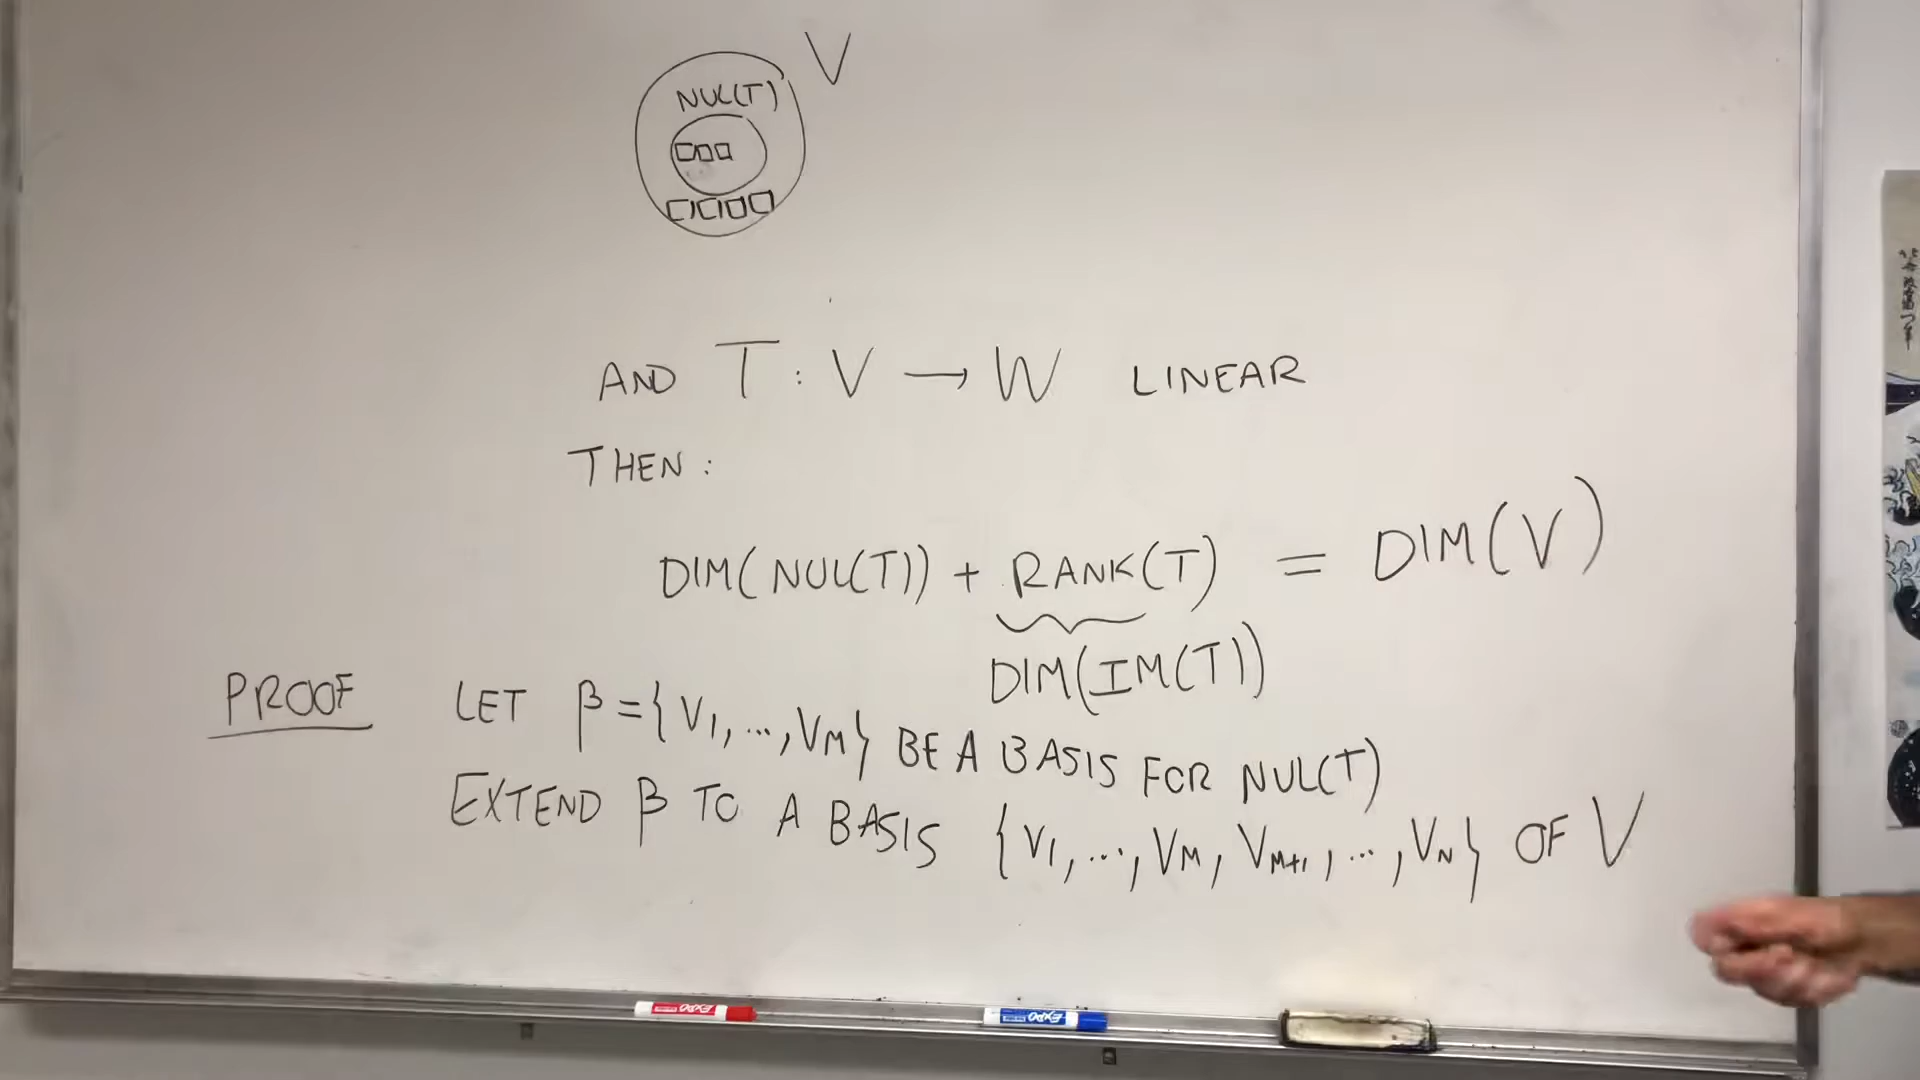 V
NUL(T)
AND T : V → W LINEAR
THEN :
DIM(NUL(T)) + RANK(T) = DIM(V)
DIM(IM(T))
PROOF LET β = {V1, ..., VM} BE A BASIS FOR NUL(T)
EXTEND β TO A BASIS {V1, ..., VM, VM+1, ..., VN} OF V
EXPO
EXPO